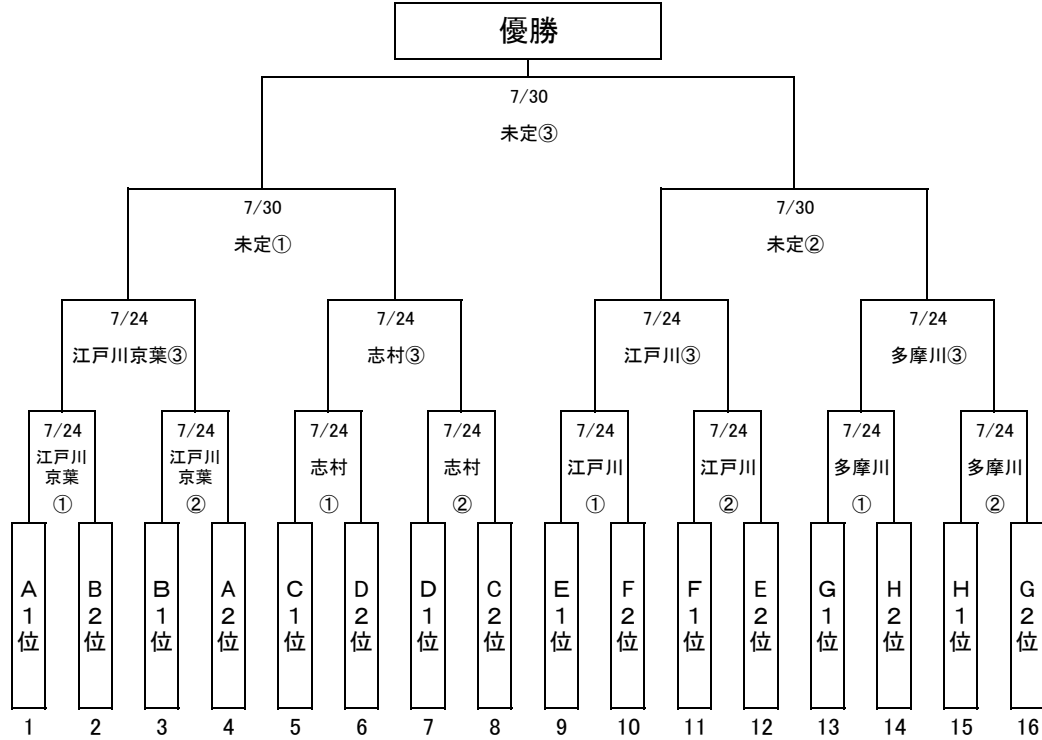 優勝
7/30
未定③
7/30
未定①
7/30
未定②
7/24
江戸川京葉③
7/24
志村③
7/24
江戸川③
7/24
多摩川③
7/24
江戸川
京葉
①
7/24
江戸川
京葉
②
7/24
志村
①
7/24
志村
②
7/24
江戸川
①
7/24
江戸川
②
7/24
多摩川
①
7/24
多摩川
②
A1位
B2位
B1位
A2位
C1位
D2位
D1位
C2位
E1位
F2位
F1位
E2位
G1位
H2位
H1位
G2位
1 2 3 4 5 6 7 8 9 10 11 12 13 14 15 16